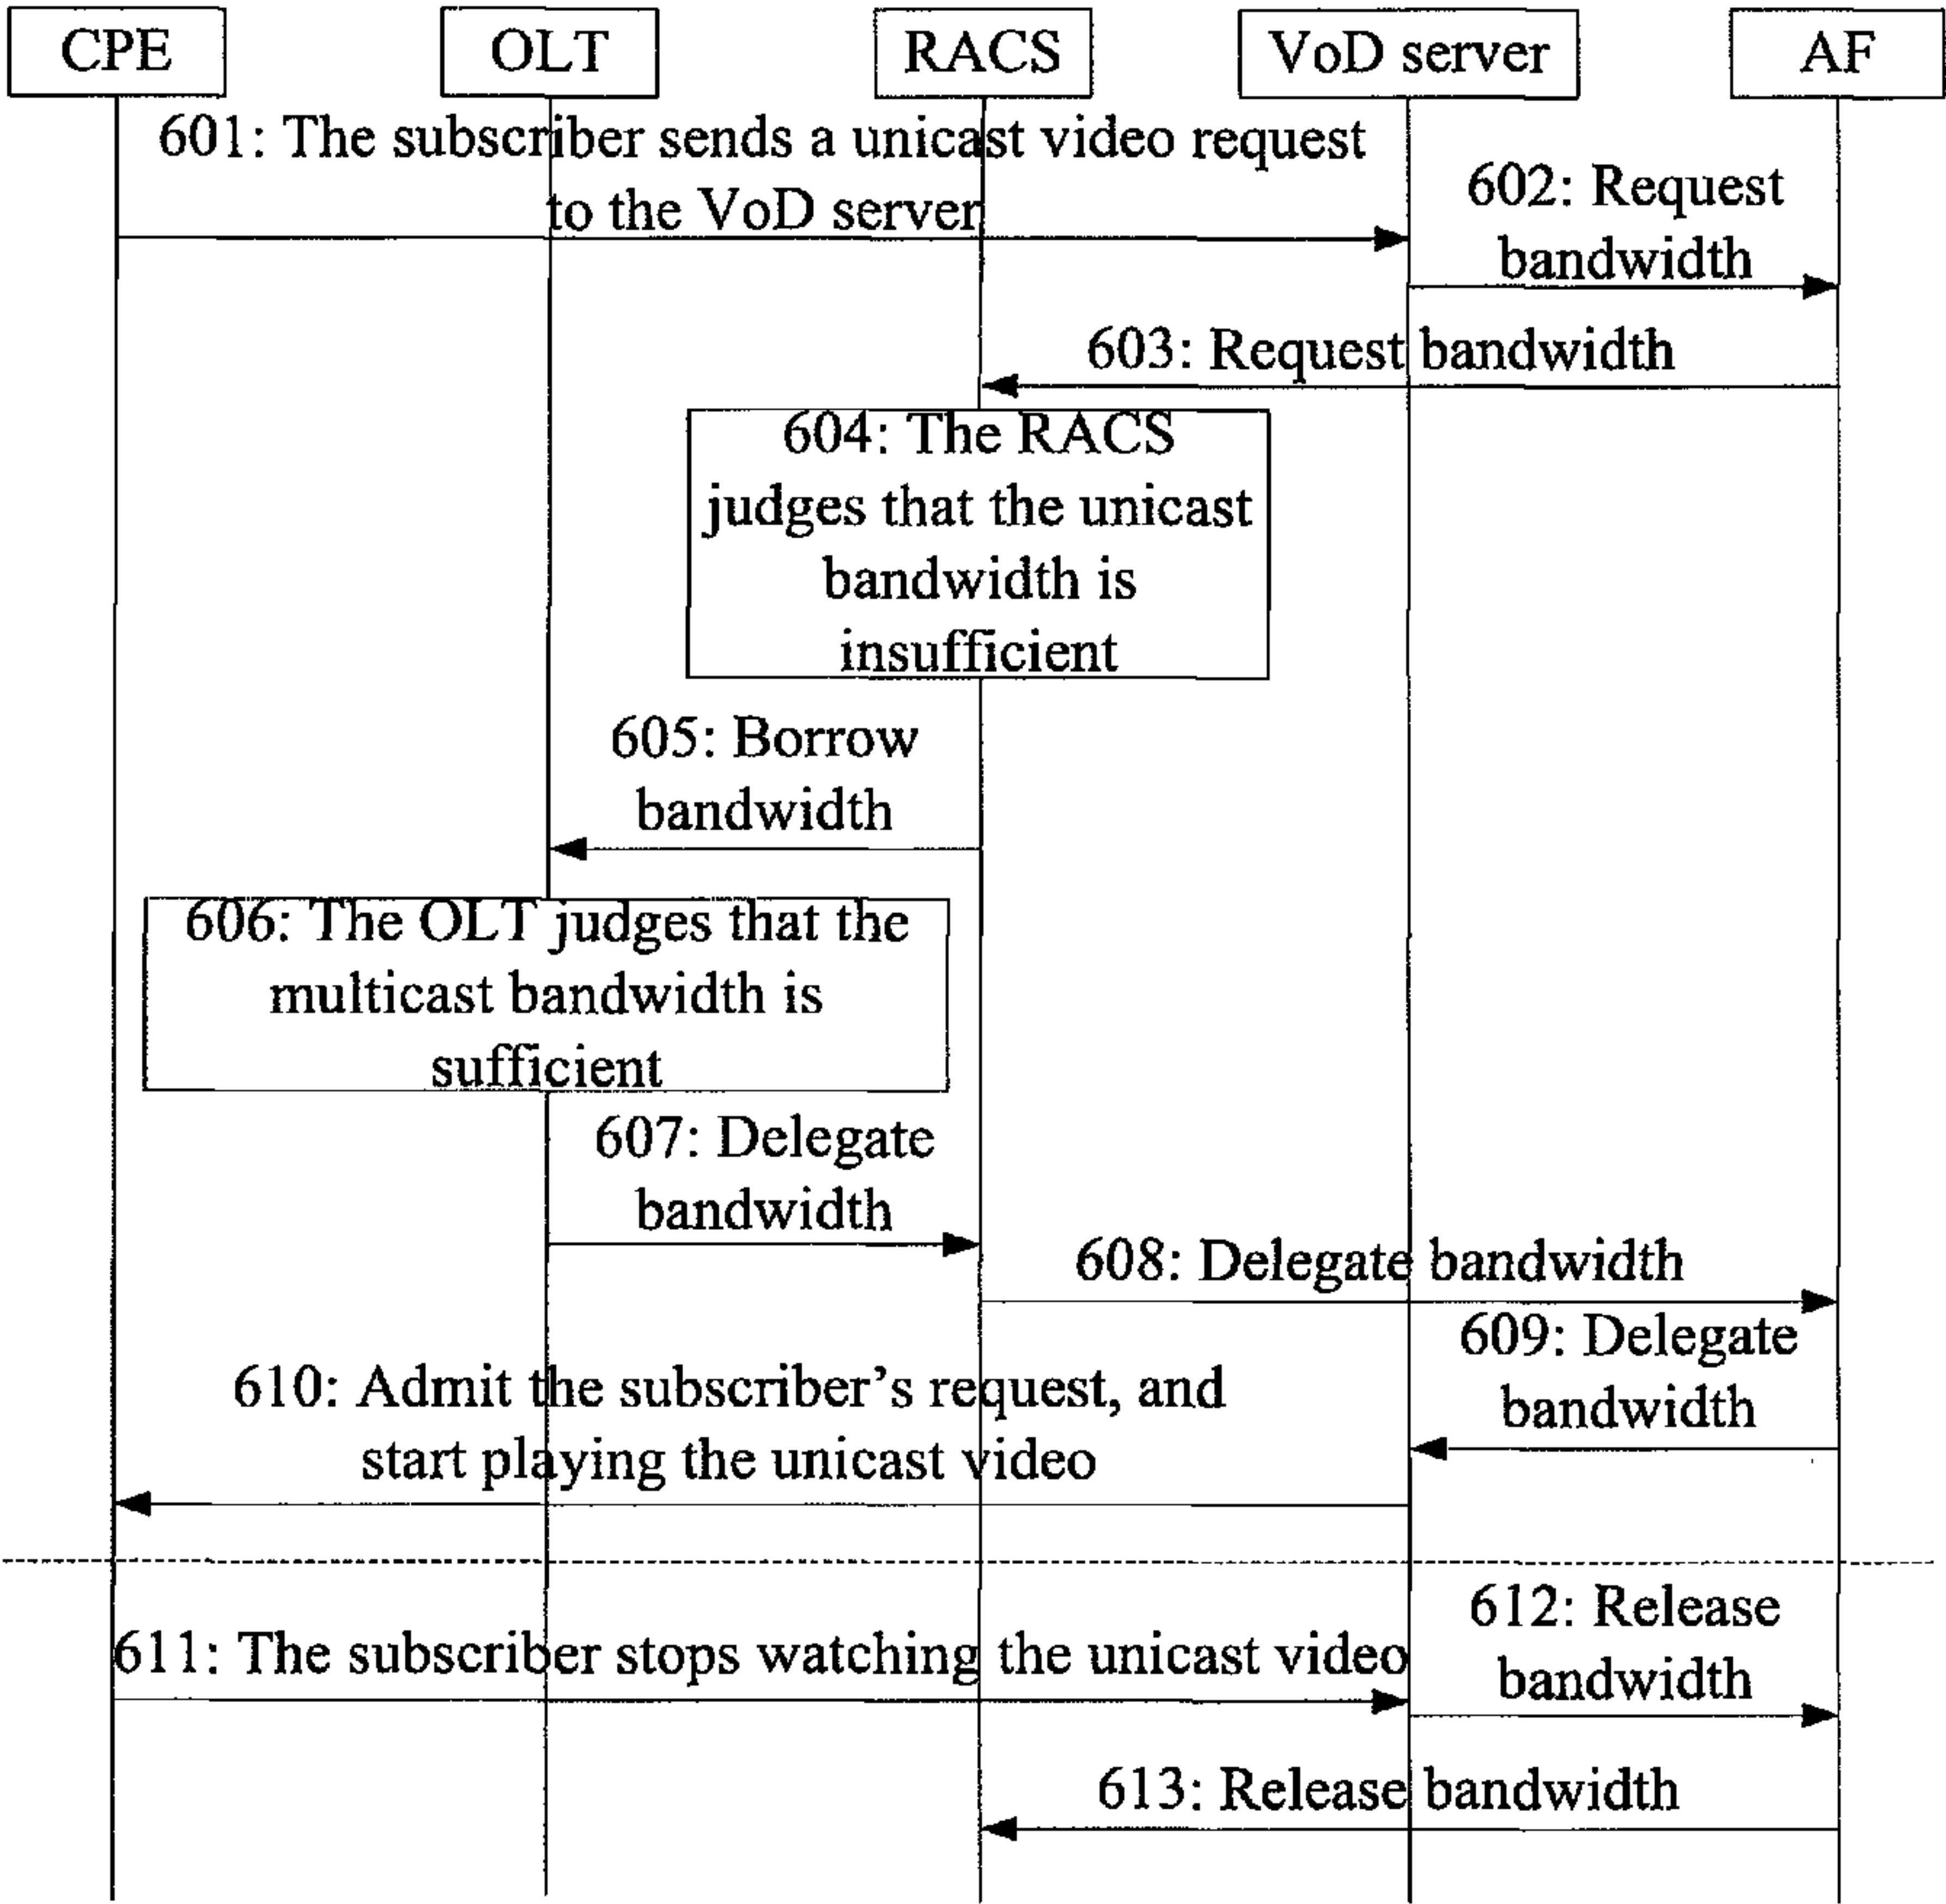 CPE
OLT
RACS
VoD server
AF
601: The subscriber sends a unicast video request
to the VoD server
602: Request
bandwidth
603: Request bandwidth
604: The RACS
judges that the unicast
bandwidth is
insufficient
605: Borrow
bandwidth
606: The OLT judges that the
multicast bandwidth is
sufficient
607: Delegate
bandwidth
608: Delegate bandwidth
609: Delegate
bandwidth
610: Admit the subscriber’s request, and
start playing the unicast video
611: The subscriber stops watching the unicast video
612: Release
bandwidth
613: Release bandwidth